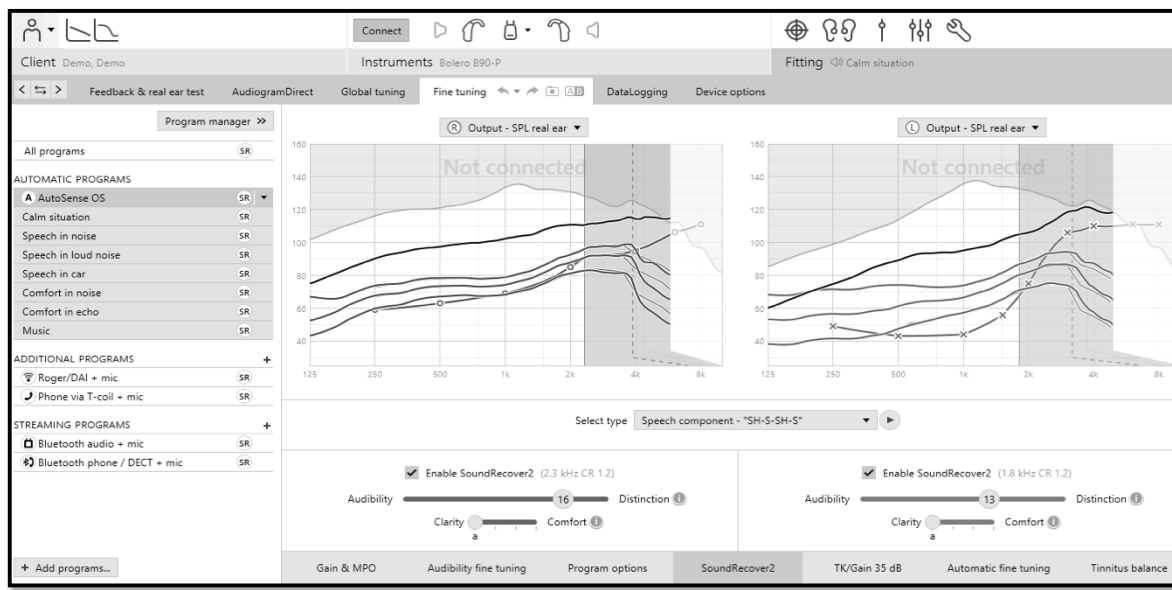 Connect
Client Demo, Demo
Instruments Bolero B90-P
Fitting Calm situation
Feedback & real ear test AudiogramDirect Global tuning Fine tuning AB DataLogging Device options
Program manager >>
All programs SR
AUTOMATIC PROGRAMS
A AutoSense OS SR
Calm situation SR
Speech in noise SR
Speech in loud noise SR
Speech in car SR
Comfort in noise SR
Comfort in echo SR
Music SR
ADDITIONAL PROGRAMS +
Roger/DAI + mic SR
Phone via T-coil + mic SR
STREAMING PROGRAMS +
Bluetooth audio + mic SR
Bluetooth phone / DECT + mic SR
+ Add programs...
R Output - SPL real ear
Not connected
160
140
120
100
80
60
40
125 250 500 1k 2k 4k 8k
L Output - SPL real ear
Not connected
160
140
120
100
80
60
40
125 250 500 1k 2k 4k 8k
Select type Speech component - "SH-S-SH-S"
Enable SoundRecover2 (2.3 kHz CR 1.2)
Audibility 16 Distinction i
Clarity Comfort i
a
Enable SoundRecover2 (1.8 kHz CR 1.2)
Audibility 13 Distinction i
Clarity Comfort i
a
Gain & MPO Audibility fine tuning Program options SoundRecover2 TK/Gain 35 dB Automatic fine tuning Tinnitus balance